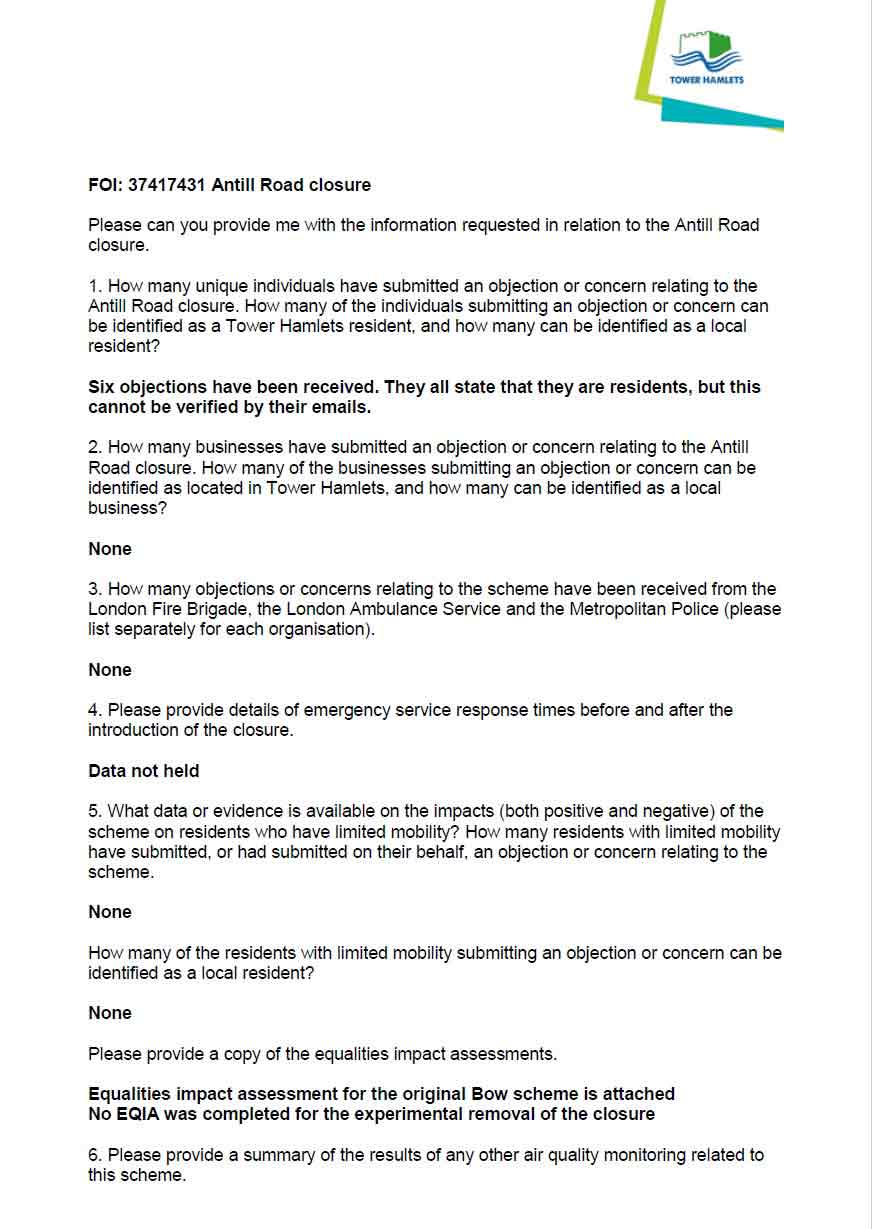 TOWER HAMLETS
FOI: 37417431 Antill Road closure
Please can you provide me with the information requested in relation to the Antill Road
closure.
1. How many unique individuals have submitted an objection or concern relating to the
Antill Road closure. How many of the individuals submitting an objection or concern can
be identified as a Tower Hamlets resident, and how many can be identified as a local
resident?
Six objections have been received. They all state that they are residents, but this
cannot be verified by their emails.
2. How many businesses have submitted an objection or concern relating to the Antill
Road closure. How many of the businesses submitting an objection or concern can be
identified as located in Tower Hamlets, and how many can be identified as a local
business?
None
3. How many objections or concerns relating to the scheme have been received from the
London Fire Brigade, the London Ambulance Service and the Metropolitan Police (please
list separately for each organisation).
None
4. Please provide details of emergency service response times before and after the
introduction of the closure.
Data not held
5. What data or evidence is available on the impacts (both positive and negative) of the
scheme on residents who have limited mobility? How many residents with limited mobility
have submitted, or had submitted on their behalf, an objection or concern relating to the
scheme.
None
How many of the residents with limited mobility submitting an objection or concern can be
identified as a local resident?
None
Please provide a copy of the equalities impact assessments.
Equalities impact assessment for the original Bow scheme is attached
No EQIA was completed for the experimental removal of the closure
6. Please provide a summary of the results of any other air quality monitoring related to
this scheme.